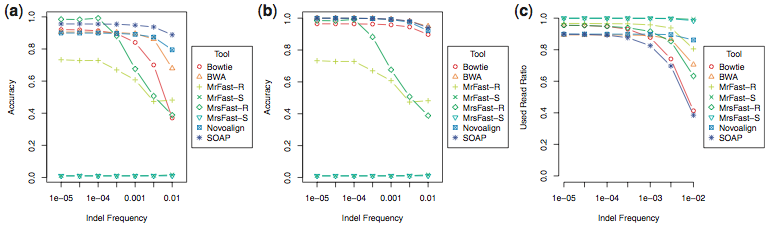 (a)
Accuracy
1.0
0.8
0.6
0.4
0.2
0.0
1e−05
1e−04
0.001
0.01
Indel Frequency
Tool
Bowtie
BWA
MrFast−R
MrFast−S
MrsFast−R
MrsFast−S
Novoalign
SOAP
(b)
Accuracy
1.0
0.8
0.6
0.4
0.2
0.0
1e−05
1e−04
0.001
0.01
Indel Frequency
Tool
Bowtie
BWA
MrFast−R
MrFast−S
MrsFast−R
MrsFast−S
Novoalign
SOAP
(c)
Used Read Ratio
1.0
0.8
0.6
0.4
0.2
0.0
1e−05
1e−04
1e−03
1e−02
Indel Frequency
Tool
Bowtie
BWA
MrFast−R
MrFast−S
MrsFast−R
MrsFast−S
Novoalign
SOAP